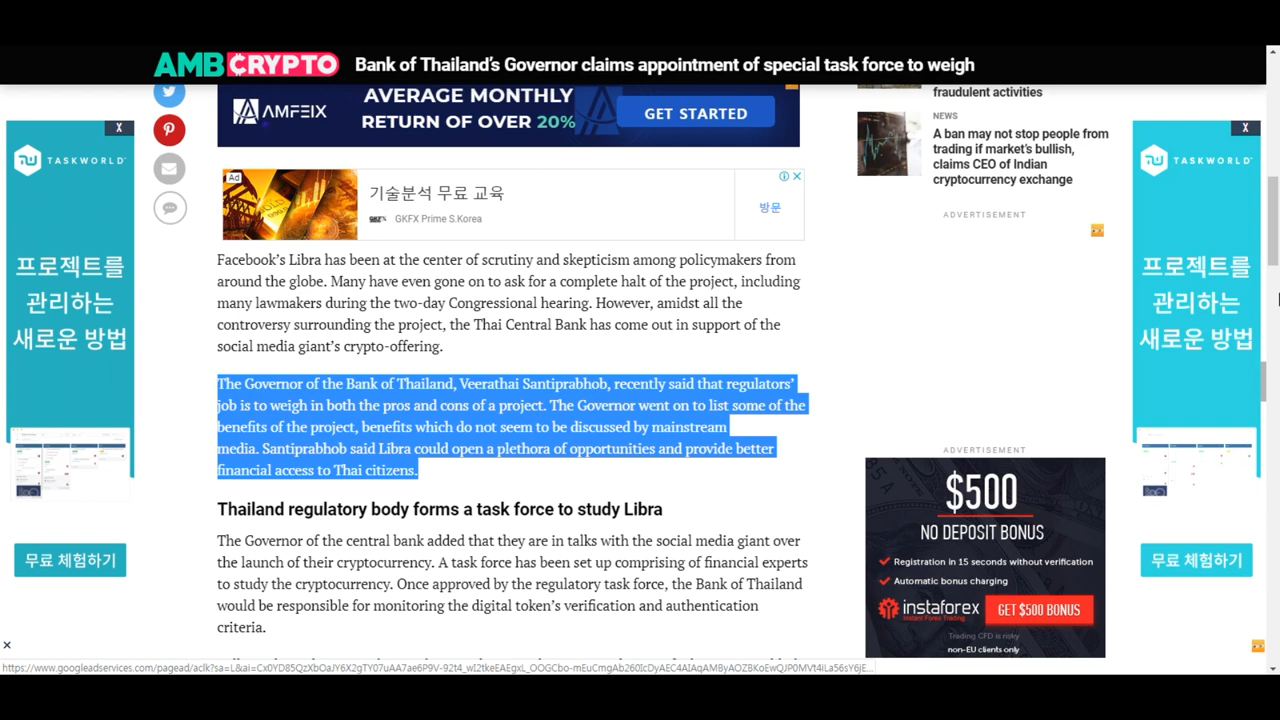 AMBCRYPTO
Bank of Thailand's Governor claims appointment of special task force to weigh
AVERAGE MONTHLY
RETURN OF OVER 20%
AMFEIX
GET STARTED
Ad
기술분석 무료 교육
GKFX Prime S.Korea
방문
Facebook's Libra has been at the center of scrutiny and skepticism among policymakers from
around the globe. Many have even gone on to ask for a complete halt of the project, including
many lawmakers during the two-day Congressional hearing. However, amidst all the
controversy surrounding the project, the Thai Central Bank has come out in support of the
social media giant's crypto-offering.
The Governor of the Bank of Thailand, Veerathai Santiprabhob, recently said that regulators'
job is to weigh in both the pros and cons of a project. The Governor went on to list some of the
benefits of the project, benefits which do not seem to be discussed by mainstream
media. Santiprabhob said Libra could open a plethora of opportunities and provide better
financial access to Thai citizens.
Thailand regulatory body forms a task force to study Libra
The Governor of the central bank added that they are in talks with the social media giant over
the launch of their cryptocurrency. A task force has been set up comprising of financial experts
to study the cryptocurrency. Once approved by the regulatory task force, the Bank of Thailand
would be responsible for monitoring the digital token's verification and authentication
criteria.
fraudulent activities
NEWS
A ban may not stop people from
trading if market's bullish,
claims CEO of Indian
cryptocurrency exchange
ADVERTISEMENT
ADVERTISEMENT
$500
NO DEPOSIT BONUS
Registration in 15 seconds without verification
Automatic bonus charging
instaforex
Instant Forex Trading
GET $500 BONUS
Trading CFD is risky
non-EU clients only
X
TASKWORLD
프로젝트를
관리하는
새로운 방법
무료 체험하기
X
TASKWORLD
프로젝트를
관리하는
새로운 방법
무료 체험하기